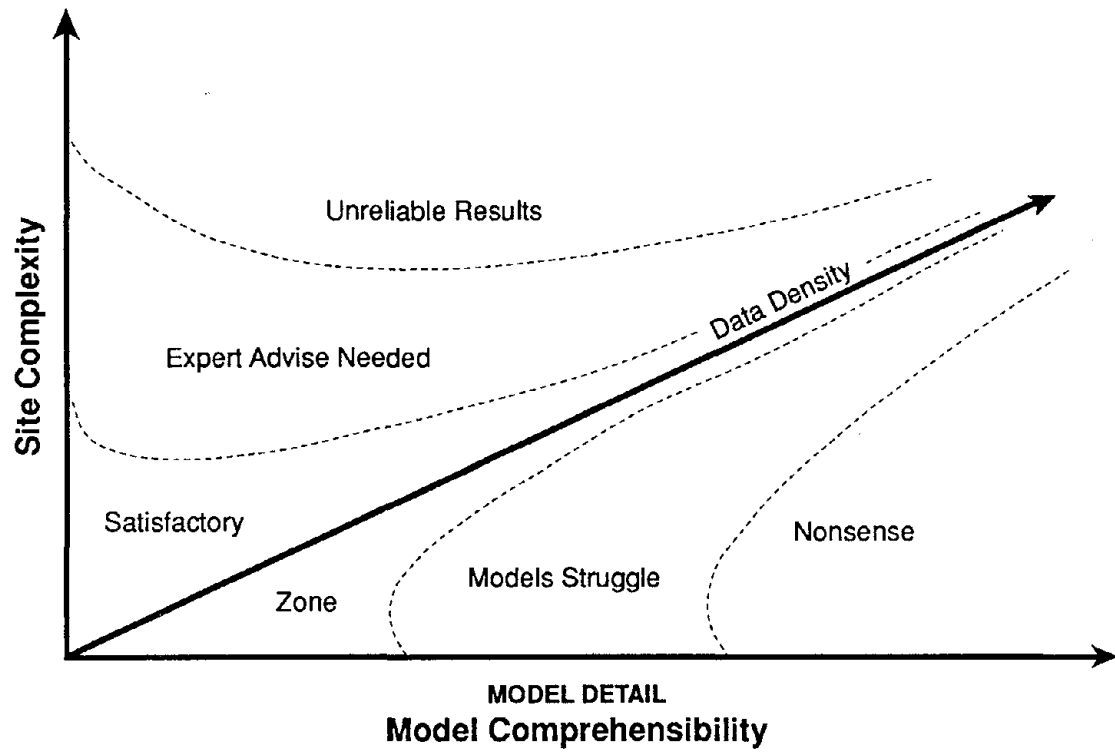 Site Complexity
Unreliable Results
Data Density
Expert Advise Needed
Satisfactory
Nonsense
Models Struggle
Zone
MODEL DETAIL
Model Comprehensibility